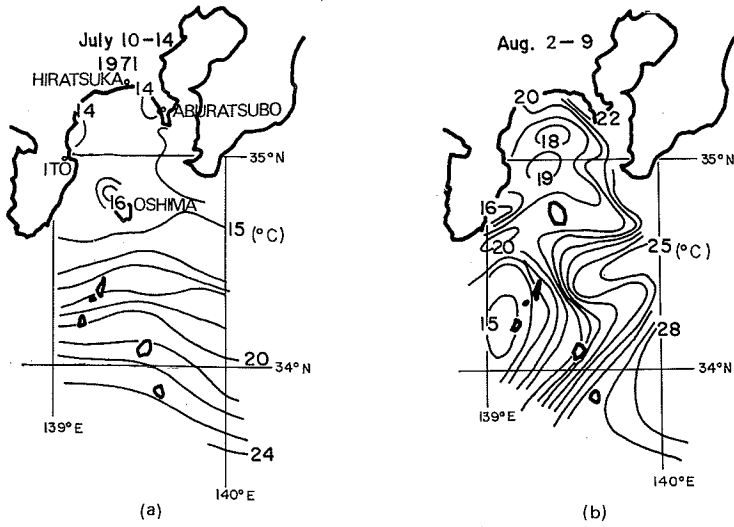 July 10-14
1971
HIRATSUKA
14
14
ABURATSUBO
ITO
35°N
16 OSHIMA
15 (°C)
20
34°N
139°E
24
140°E
(a)
Aug. 2-9
20
22
18
35°N
19
16
20
25 (°C)
15
28
34°N
139°E
140°E
(b)